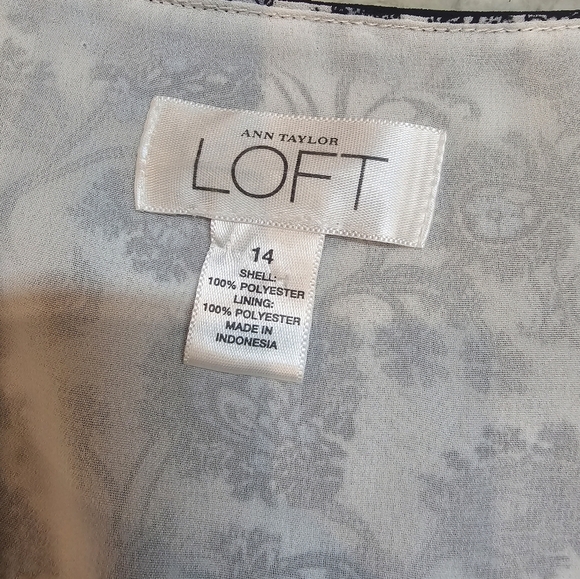 ANN TAYLOR
LOFT
14
SHELL:
100% POLYESTER
LINING:
100% POLYESTER
MADE IN
INDONESIA